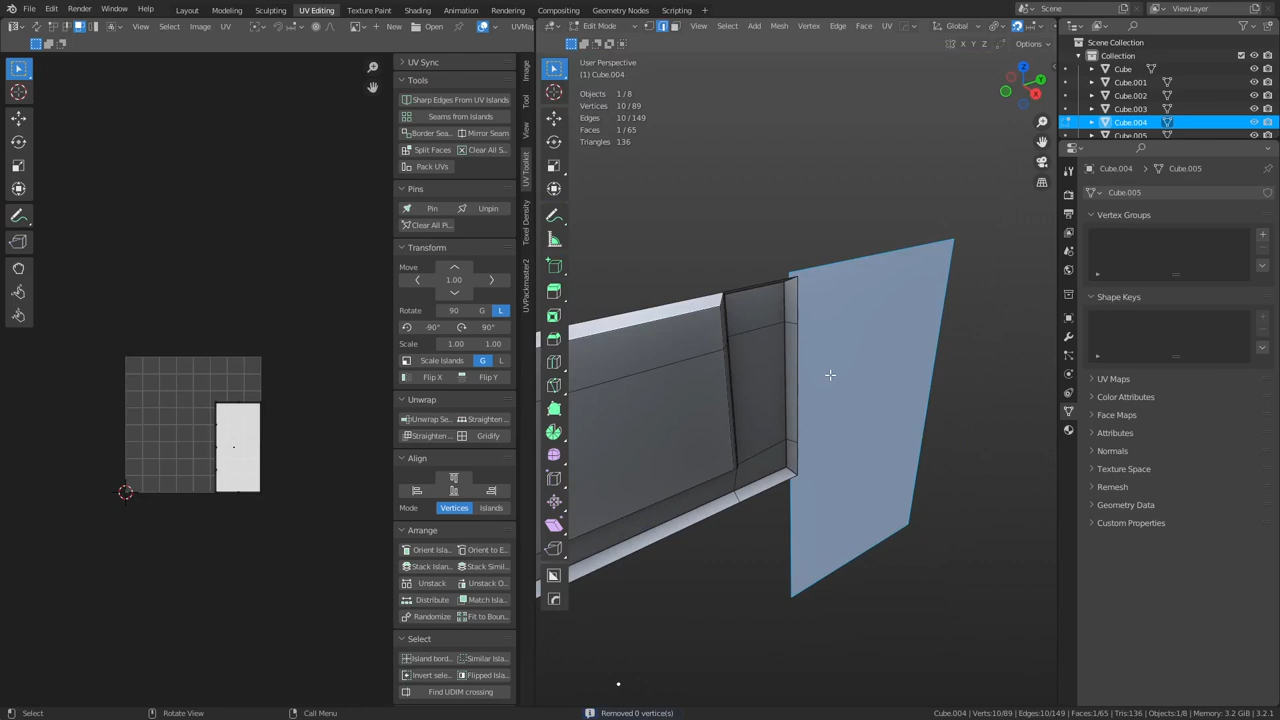 File Edit Render Window Help Layout Modeling Sculpting UV Editing Texture Paint Shading Animation Rendering Compositing Geometry Nodes Scripting Scene ViewLayer
View Select Image UV New Open UVMap Edit Mode View Select Add Mesh Vertex Edge Face UV Global
X Y Z Options
UV Sync
Tools
Sharp Edges From UV Islands
Seams from Islands
Border Sea... Mirror Seam
Split Faces Clear All S...
Pack UVs
Pins
Pin Unpin
Clear All Pi...
Transform
Move
1.00
Rotate 90 G L
-90° 90°
Scale 1.00 1.00
Scale Islands G L
Flip X Flip Y
Unwrap
Unwrap Se... Straighten ...
Straighten ... Gridify
Align
Mode Vertices Islands
Arrange
Orient Isla... Orient to E...
Stack Islan... Stack Simil...
Unstack Unstack O...
Distribute Match Isla...
Randomize Fit to Boun...
Select
Island bord... Similar Isla...
Invert sele... Flipped Islan...
Find UDIM crossing
Image
Tool
View
UV Toolkit
Texel Density
UVPackmaster2
User Perspective
(1) Cube.004
Objects 1/8
Vertices 10/89
Edges 10/149
Faces 1/65
Triangles 136
Z
Y
X
Scene Collection
Collection
Cube
Cube.001
Cube.002
Cube.003
Cube.004
Cube.005
Cube.004 Cube.005
Cube.005
Vertex Groups
Shape Keys
UV Maps
Color Attributes
Face Maps
Attributes
Normals
Texture Space
Remesh
Geometry Data
Custom Properties
Select Rotate View Call Menu Removed 0 vertice(s) Cube.004 | Verts:10/89 | Edges:10/149 | Faces:1/65 | Tris:136 | Objects:1/8 | Memory: 3.2 GiB | 3.2.1